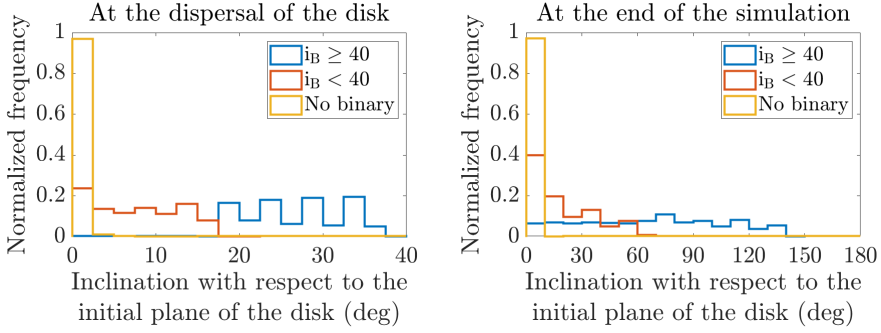 At the dispersal of the disk
Normalized frequency
1
0.8
0.6
0.4
0.2
0
0 10 20 30 40
i_B ≥ 40
i_B < 40
No binary
Inclination with respect to the
initial plane of the disk (deg)
At the end of the simulation
Normalized frequency
1
0.8
0.6
0.4
0.2
0
0 30 60 90 120 150 180
i_B ≥ 40
i_B < 40
No binary
Inclination with respect to the
initial plane of the disk (deg)